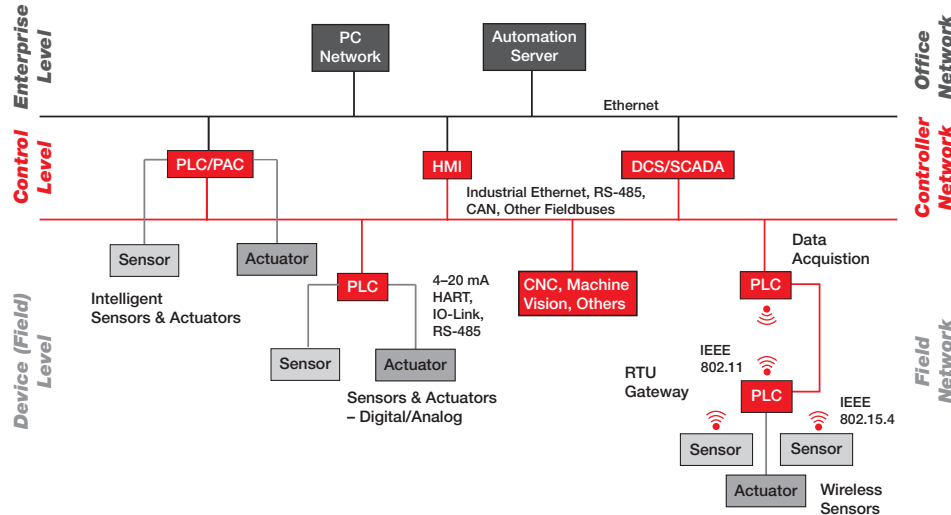 Enterprise
Level
PC
Network
Automation
Server
Office
Network
Ethernet
Control
Level
PLC/PAC
HMI
DCS/SCADA
Controller
Network
Industrial Ethernet, RS-485,
CAN, Other Fieldbuses
Sensor
Actuator
Intelligent
Sensors & Actuators
PLC
4–20 mA
HART,
IO-Link,
RS-485
Sensor
Actuator
Sensors & Actuators
– Digital/Analog
CNC, Machine
Vision, Others
Data
Acquistion
PLC
Device (Field)
Level
Field
Network
IEEE
802.11
RTU
Gateway
PLC
IEEE
802.15.4
Sensor
Sensor
Actuator
Wireless
Sensors